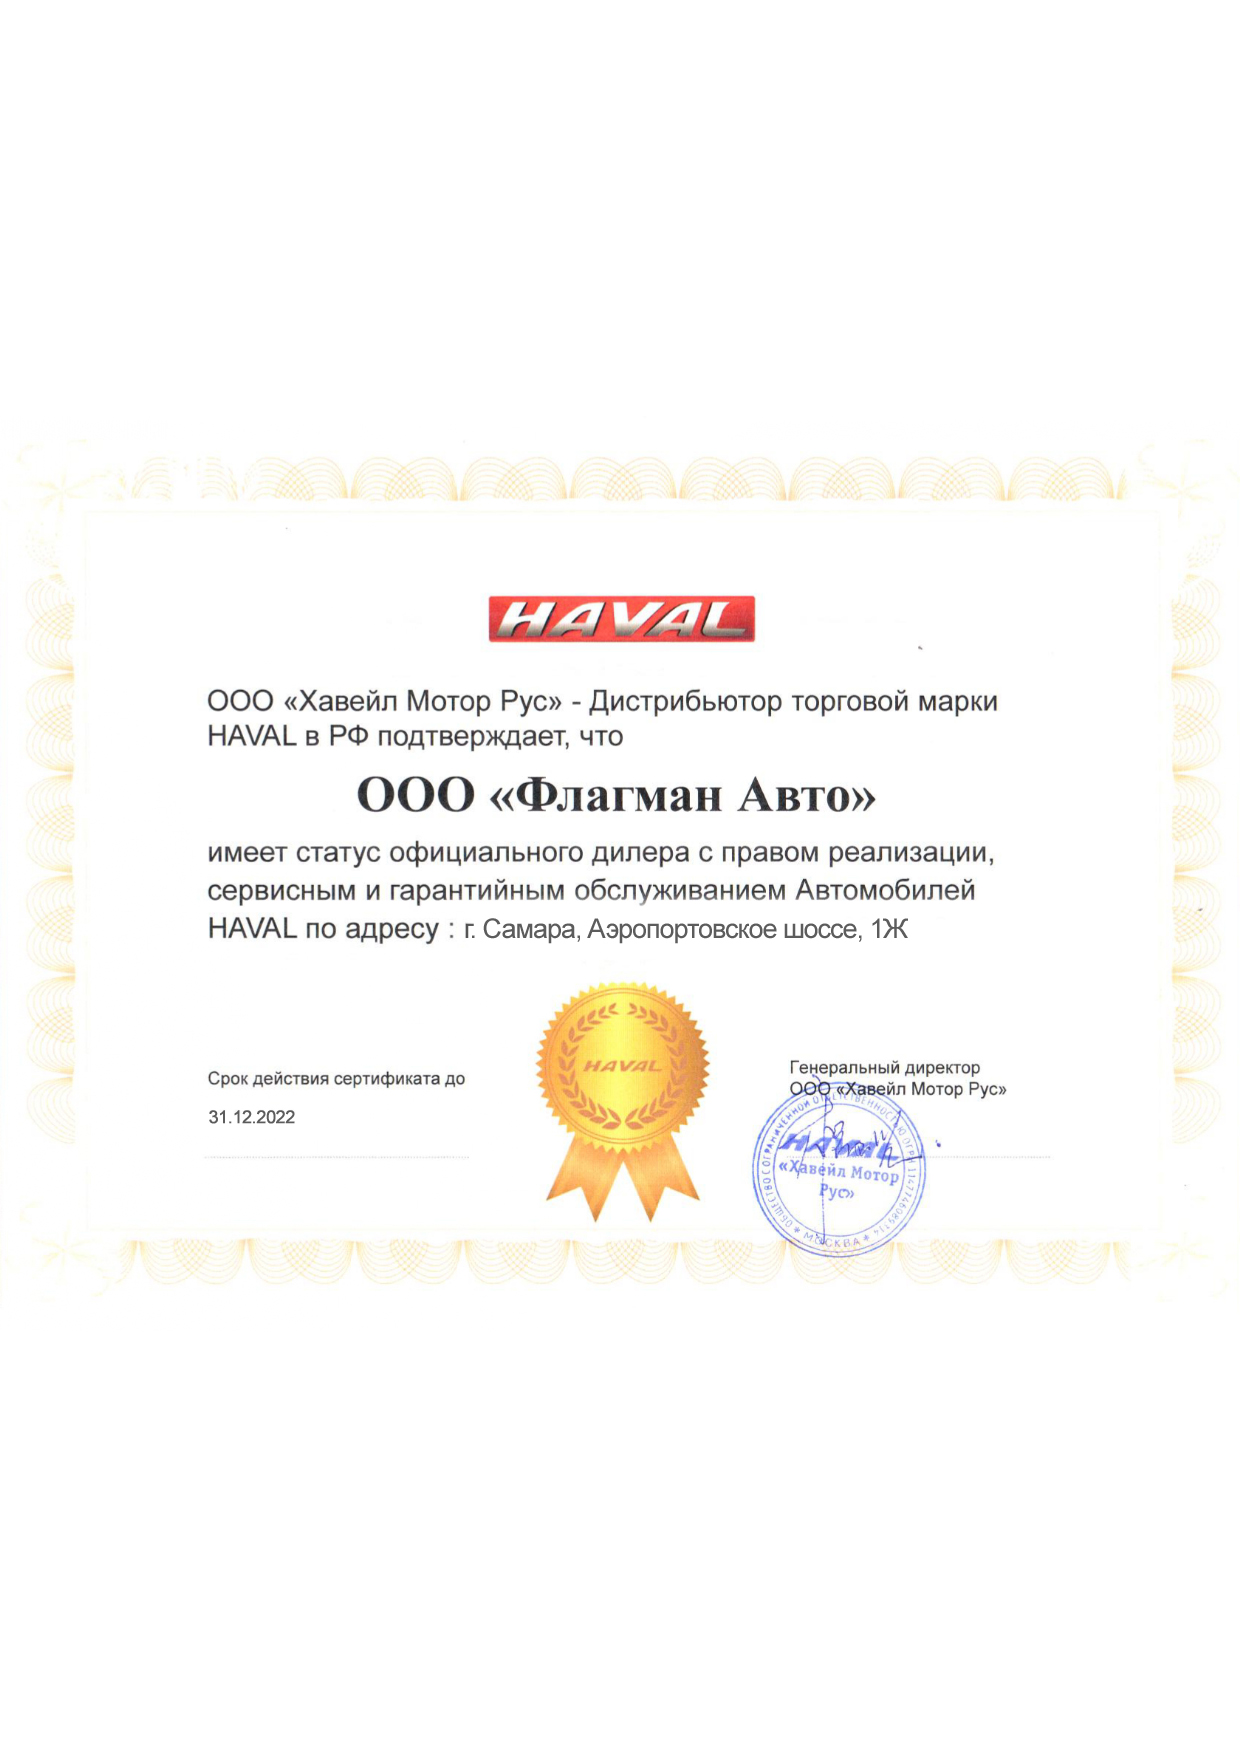 HAVAL
ООО «Хавейл Мотор Рус» - Дистрибьютор торговой марки
HAVAL в РФ подтверждает, что
ООО «Флагман Авто»
имеет статус официального дилера с правом реализации,
сервисным и гарантийным обслуживанием Автомобилей
HAVAL по адресу : г. Самара, Аэропортовское шоссе, 1Ж
HAVAL
Срок действия сертификата до
31.12.2022
Генеральный директор
ООО «Хавейл Мотор Рус»
ОБЩЕСТВО С ОГРАНИЧЕННОЙ ОТВЕТСТВЕННОСТЬЮ ОГРН
HAVAL
«Хавейл Мотор
Рус»
* МОСКВА *